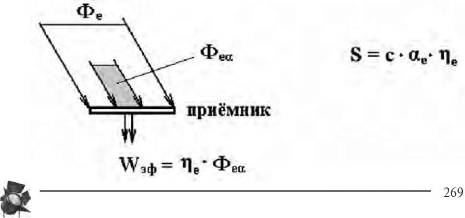 Φₑ
Φₑα
S = c · αₑ · ηₑ
приёмник
Wэф = ηₑ · Φₑα
269